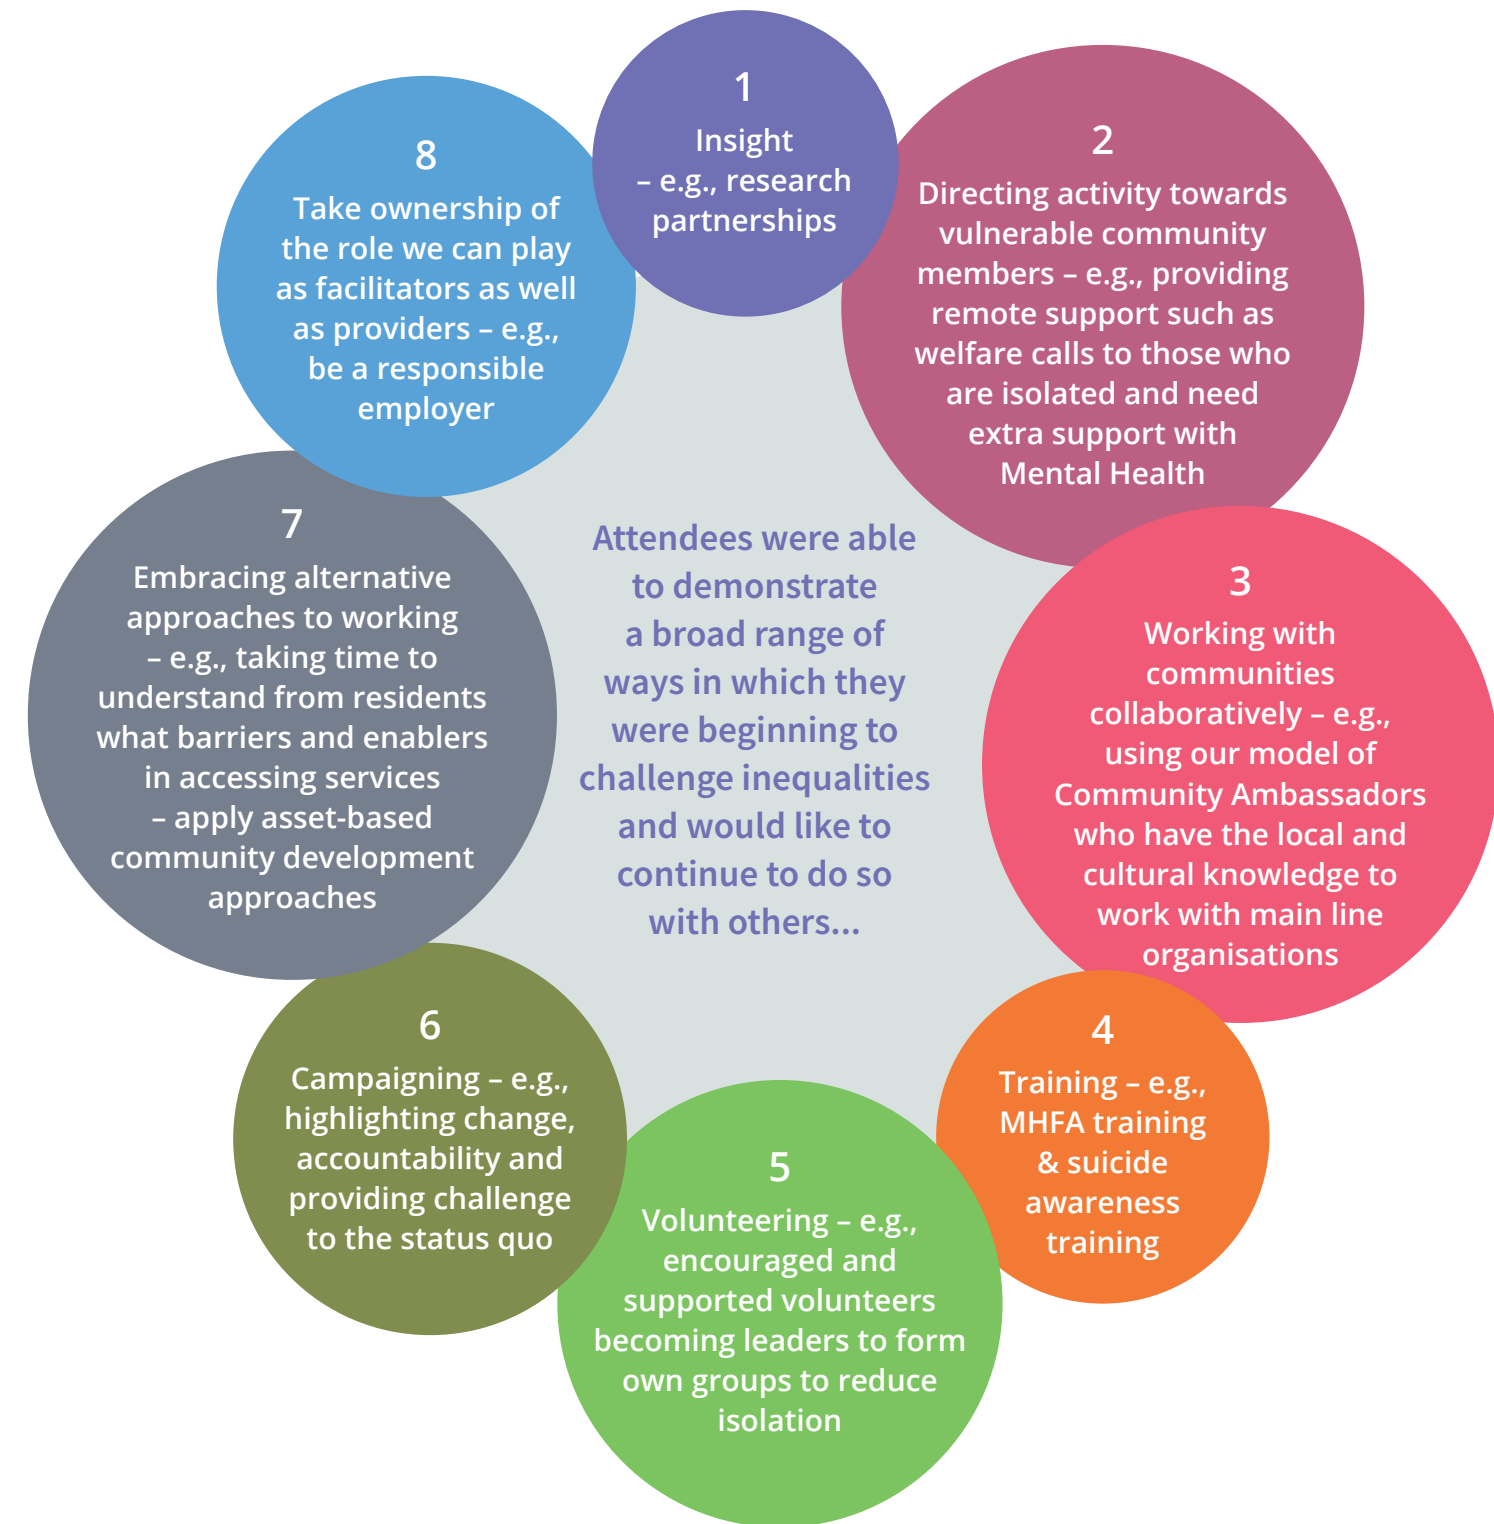 1
Insight
– e.g., research
partnerships
2
Directing activity towards
vulnerable community
members – e.g., providing
remote support such as
welfare calls to those who
are isolated and need
extra support with
Mental Health
3
Working with
communities
collaboratively – e.g.,
using our model of
Community Ambassadors
who have the local and
cultural knowledge to
work with main line
organisations
4
Training – e.g.,
MHFA training
& suicide
awareness
training
5
Volunteering – e.g.,
encouraged and
supported volunteers
becoming leaders to form
own groups to reduce
isolation
6
Campaigning – e.g.,
highlighting change,
accountability and
providing challenge
to the status quo
7
Embracing alternative
approaches to working
– e.g., taking time to
understand from residents
what barriers and enablers
in accessing services
– apply asset-based
community development
approaches
8
Take ownership of
the role we can play
as facilitators as well
as providers – e.g.,
be a responsible
employer
Attendees were able
to demonstrate
a broad range of
ways in which they
were beginning to
challenge inequalities
and would like to
continue to do so
with others...